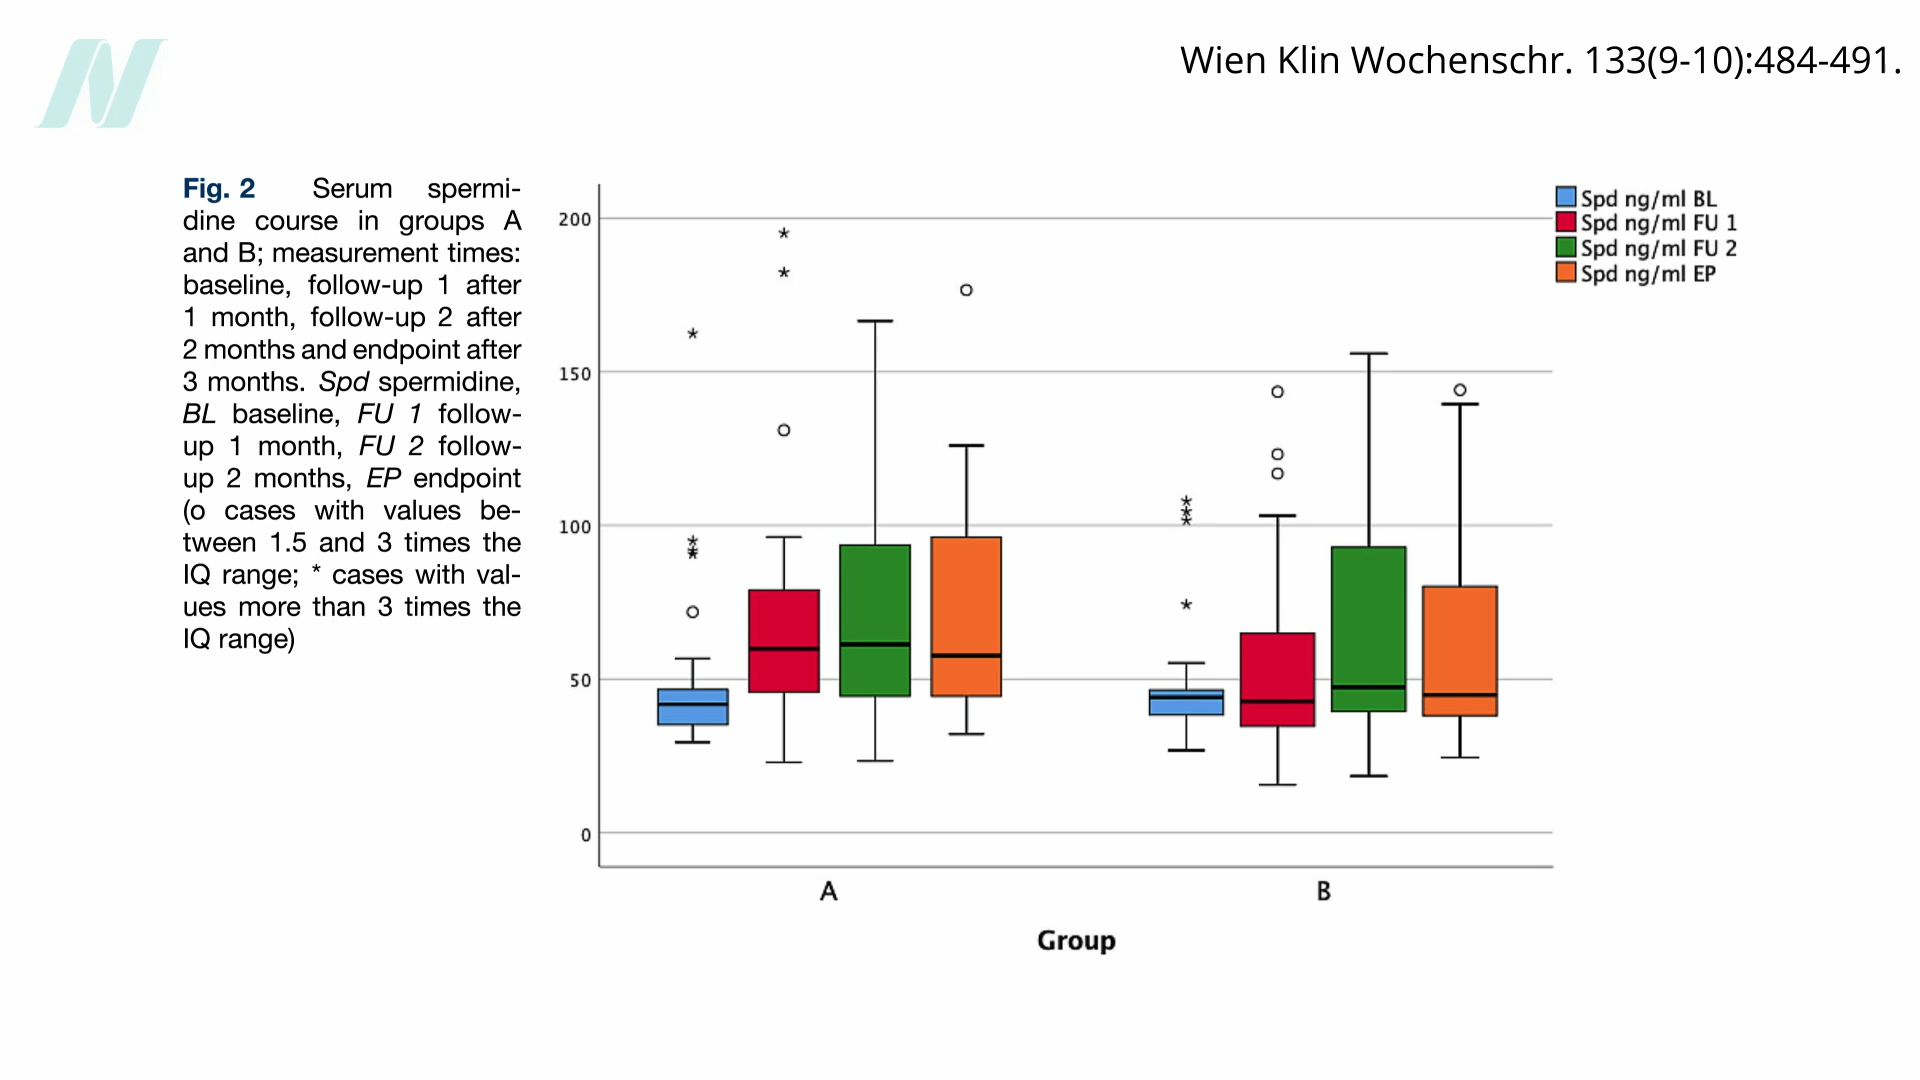 Wien Klin Wochenschr. 133(9-10):484-491.
Fig. 2 Serum spermi-
dine course in groups A
and B; measurement times:
baseline, follow-up 1 after
1 month, follow-up 2 after
2 months and endpoint after
3 months. Spd spermidine,
BL baseline, FU 1 follow-
up 1 month, FU 2 follow-
up 2 months, EP endpoint
(o cases with values be-
tween 1.5 and 3 times the
IQ range; * cases with val-
ues more than 3 times the
IQ range)
200
150
100
50
0
A
B
Group
Spd ng/ml BL
Spd ng/ml FU 1
Spd ng/ml FU 2
Spd ng/ml EP